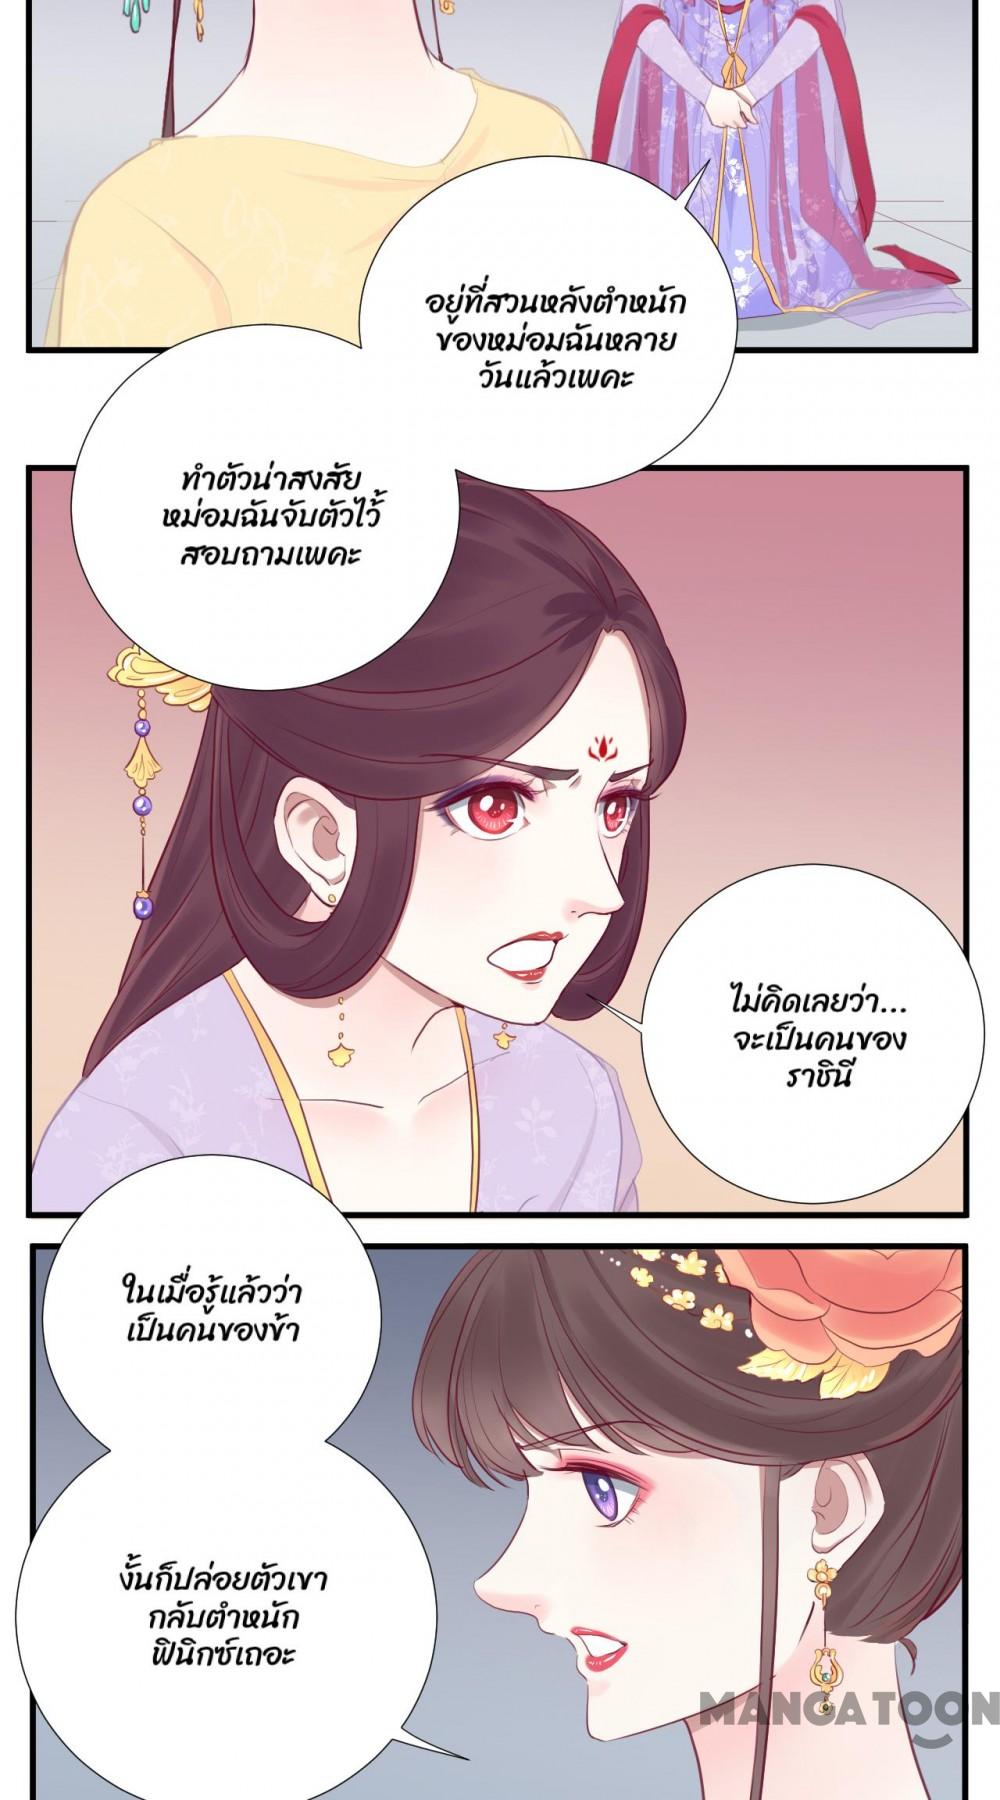 อยู่ที่สวนหลังตำหนัก
ของหม่อมฉันหลาย
วันแล้วเพคะ
ทำตัวน่าสงสัย
หม่อมฉันจับตัวไว้
สอบถามเพคะ
ไม่คิดเลยว่า...
จะเป็นคนของ
ราชินี
ในเมื่อรู้แล้วว่า
เป็นคนของข้า
งั้นก็ปล่อยตัวเขา
กลับตำหนัก
ฟินิกซ์เถอะ
MANGATOON